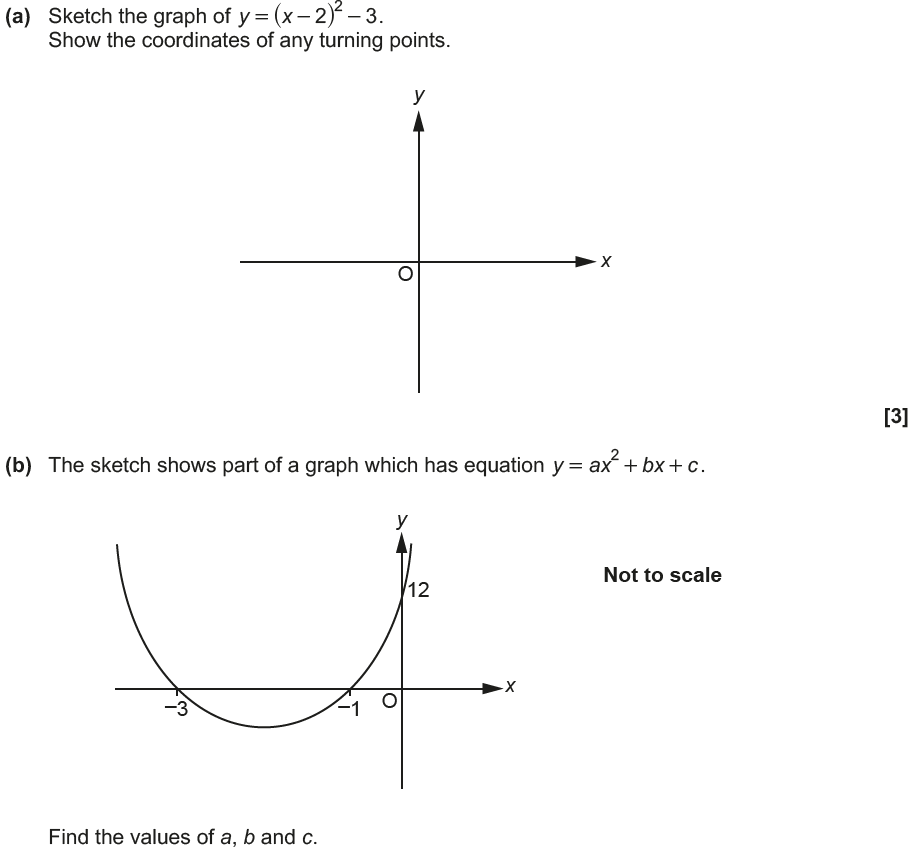 (a) Sketch the graph of y = (x – 2)² – 3.
Show the coordinates of any turning points.
y
x
O
[3]
(b) The sketch shows part of a graph which has equation y = ax² + bx + c.
y
Not to scale
12
x
–3
–1
O
Find the values of a, b and c.